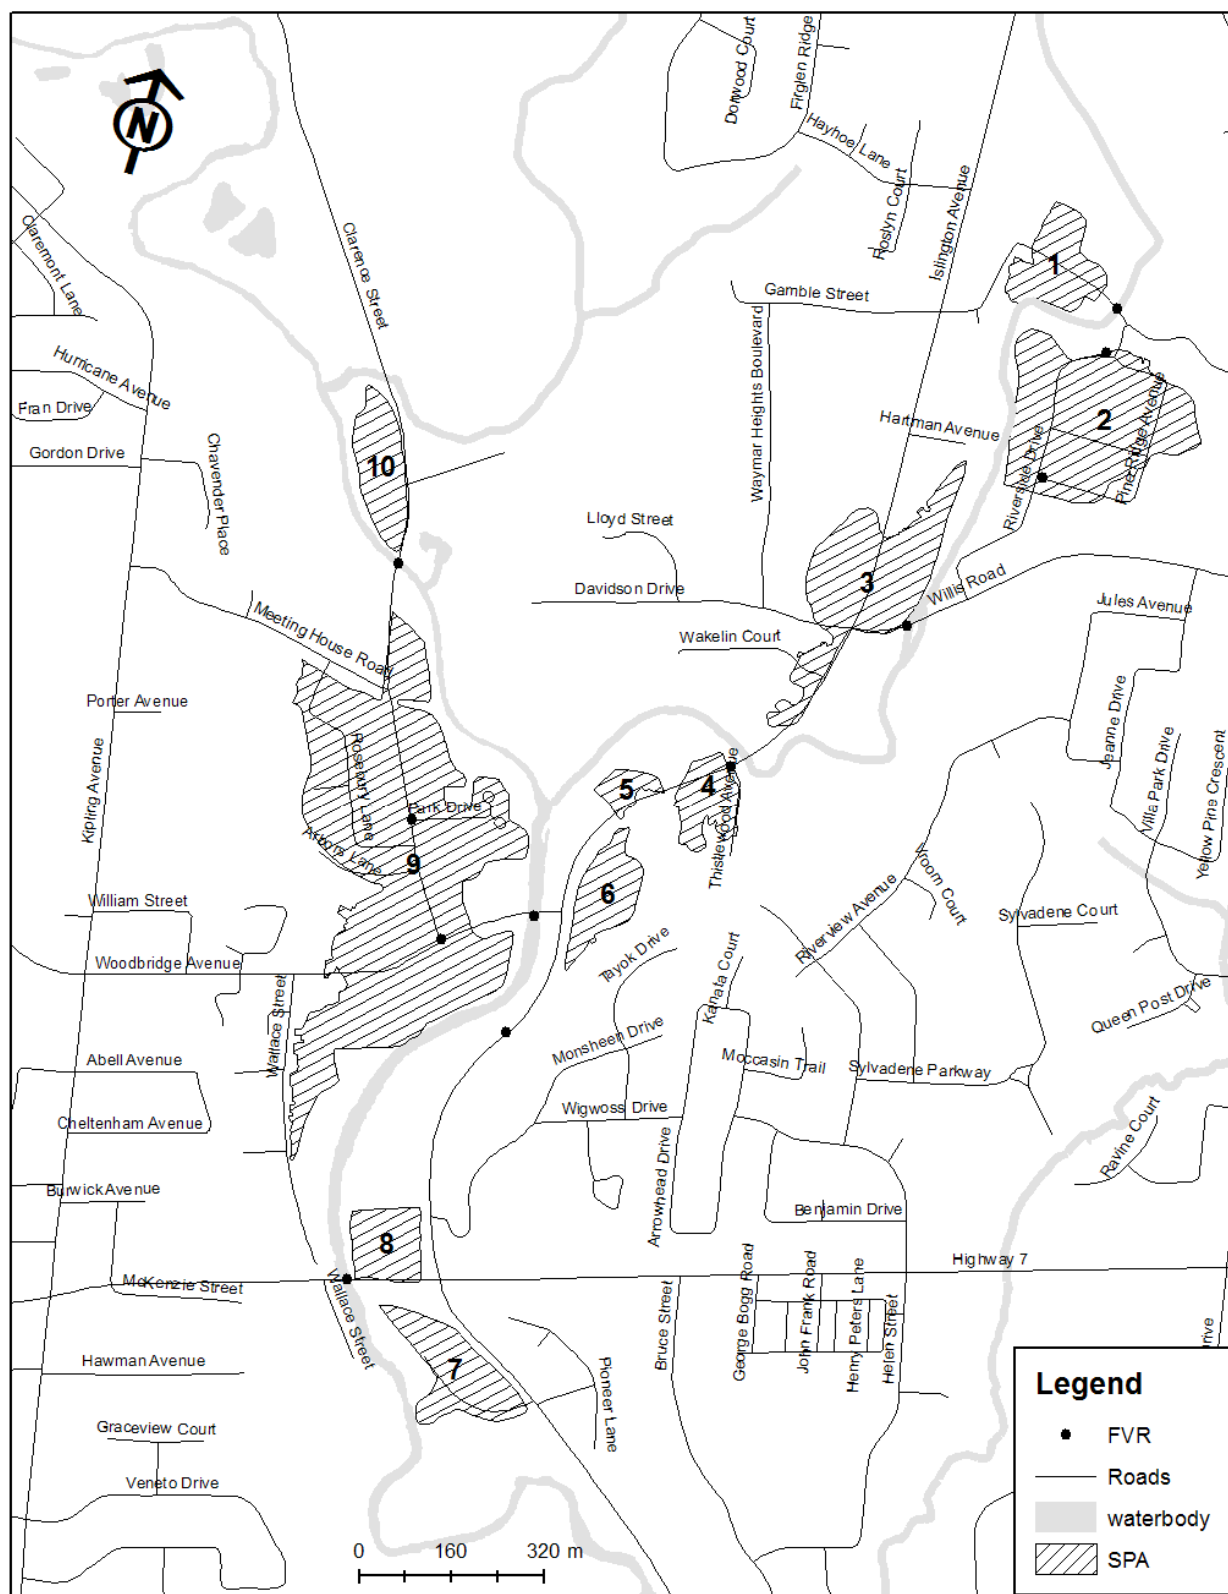 Dorwood Court
Firglen Ridge
Hayhoe Lane
Roslyn Court
Islington Avenue
N
Claremont Lane
Clarence Street
1
Gamble Street
Waymar Heights Boulevard
Hurricane Avenue
Fran Drive
Gordon Drive
Chavender Place
10
Hartman Avenue
2
Pine Ridge Avenue
Riverside Drive
Lloyd Street
Davidson Drive
3
Willis Road
Jules Avenue
Wakelin Court
Meeting House Road
Porter Avenue
Kipling Avenue
Rosebury Lane
Park Drive
Arbors Lane
9
5
4
Thistlewood Avenue
Jeanne Drive
Villa Park Drive
Yellow Pine Crescent
6
Vroom Court
Riverview Avenue
Sylvadene Court
William Street
Woodbridge Avenue
Wallace Street
Tayok Drive
Kanata Court
Queen Post Drive
Abell Avenue
Monsheen Drive
Moccasin Trail
Sylvadene Parkway
Cheltenham Avenue
Wigwoss Drive
Arrowhead Drive
Ravine Court
Burwick Avenue
Benjamin Drive
8
Highway 7
McKenzie Street
Wallace Street
Bruce Street
George Bogg Road
John Frank Road
Henry Peters Lane
Helen Street
Drive
Hawman Avenue
7
Pioneer Lane
Graceview Court
Veneto Drive
Legend
FVR
Roads
waterbody
SPA
0 160 320 m